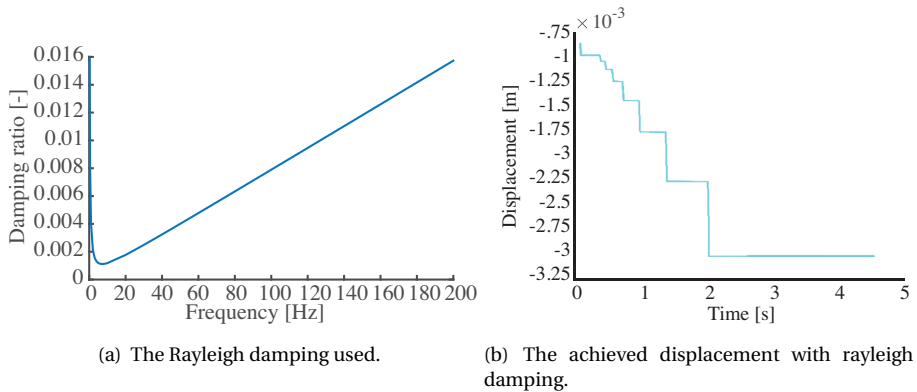 0.016
0.014
0.012
0.01
0.008
0.006
0.004
0.002
0
Damping ratio [-]
0 20 40 60 80 100 120 140 160 180 200
Frequency [Hz]
(a) The Rayleigh damping used.
× 10⁻³
-.75
-1
-1.25
-1.5
-1.75
-3
-2.25
-2.5
-2.75
-3
-3.25
Displacement [m]
0 1 2 3 4 5
Time [s]
(b) The achieved displacement with rayleigh
damping.